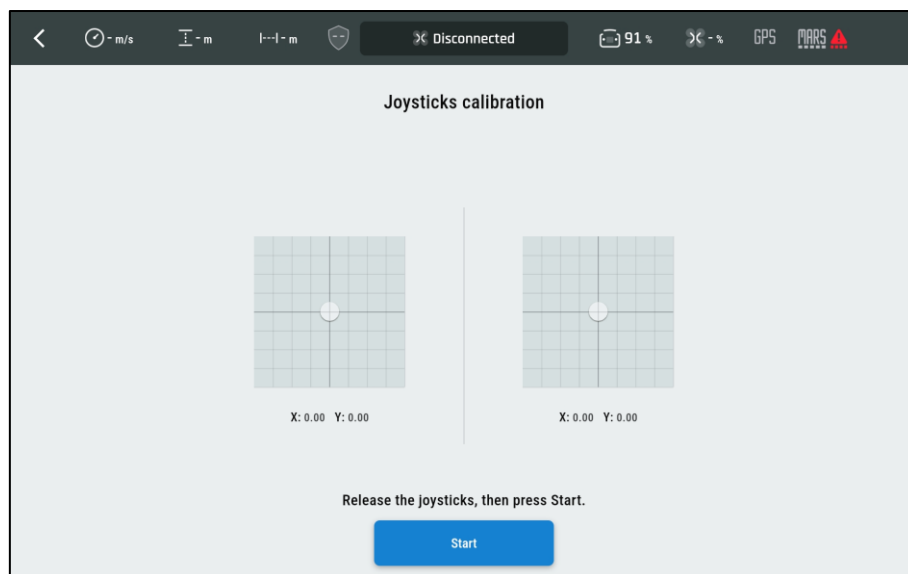 - m/s - m - m -- Disconnected 91 % - % GPS MARS
Joysticks calibration
X: 0.00 Y: 0.00 X: 0.00 Y: 0.00
Release the joysticks, then press Start.
Start